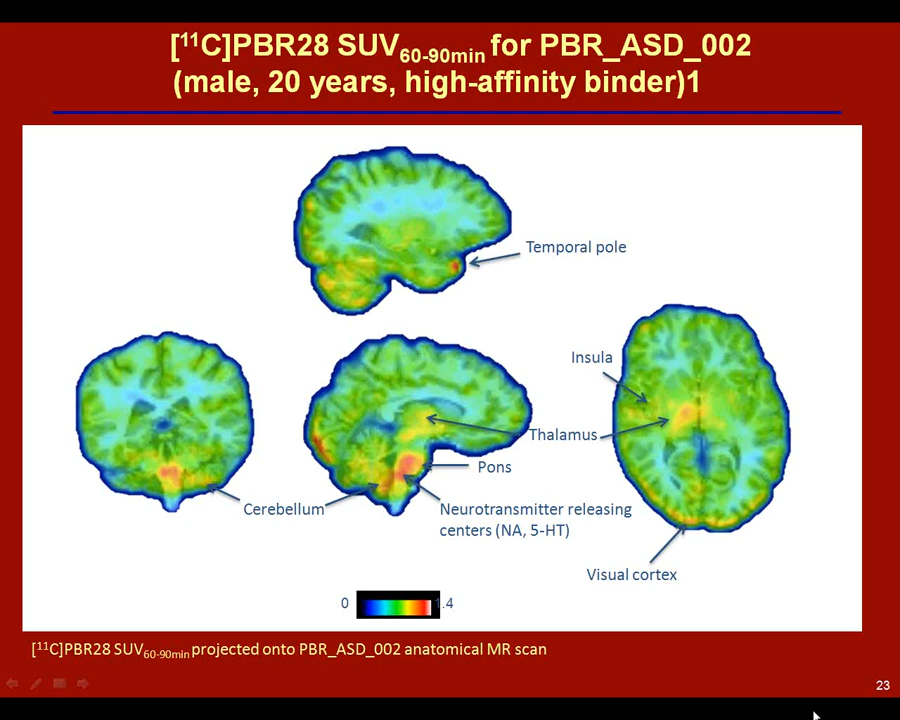 [¹¹C]PBR28 SUV60-90min for PBR_ASD_002
(male, 20 years, high-affinity binder)1
Temporal pole
Insula
Thalamus
Pons
Cerebellum
Neurotransmitter releasing
centers (NA, 5-HT)
Visual cortex
0
1.4
[¹¹C]PBR28 SUV60-90min projected onto PBR_ASD_002 anatomical MR scan
23